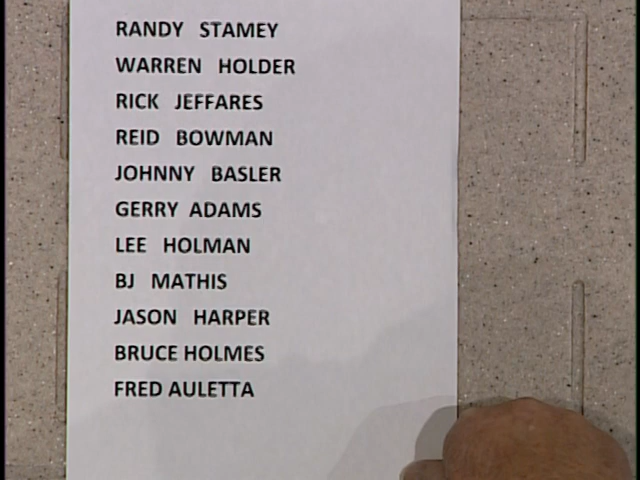 RANDY STAMEY
WARREN HOLDER
RICK JEFFARES
REID BOWMAN
JOHNNY BASLER
GERRY ADAMS
LEE HOLMAN
BJ MATHIS
JASON HARPER
BRUCE HOLMES
FRED AULETTA